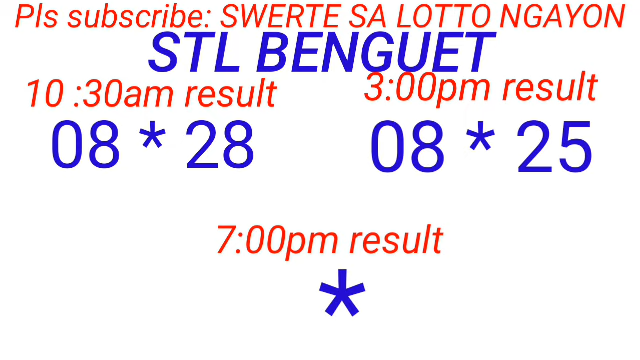 Pls subscribe: SWERTE SA LOTTO NGAYON
STL BENGUET
10 :30am result
08 * 28
3:00pm result
08 * 25
7:00pm result
*